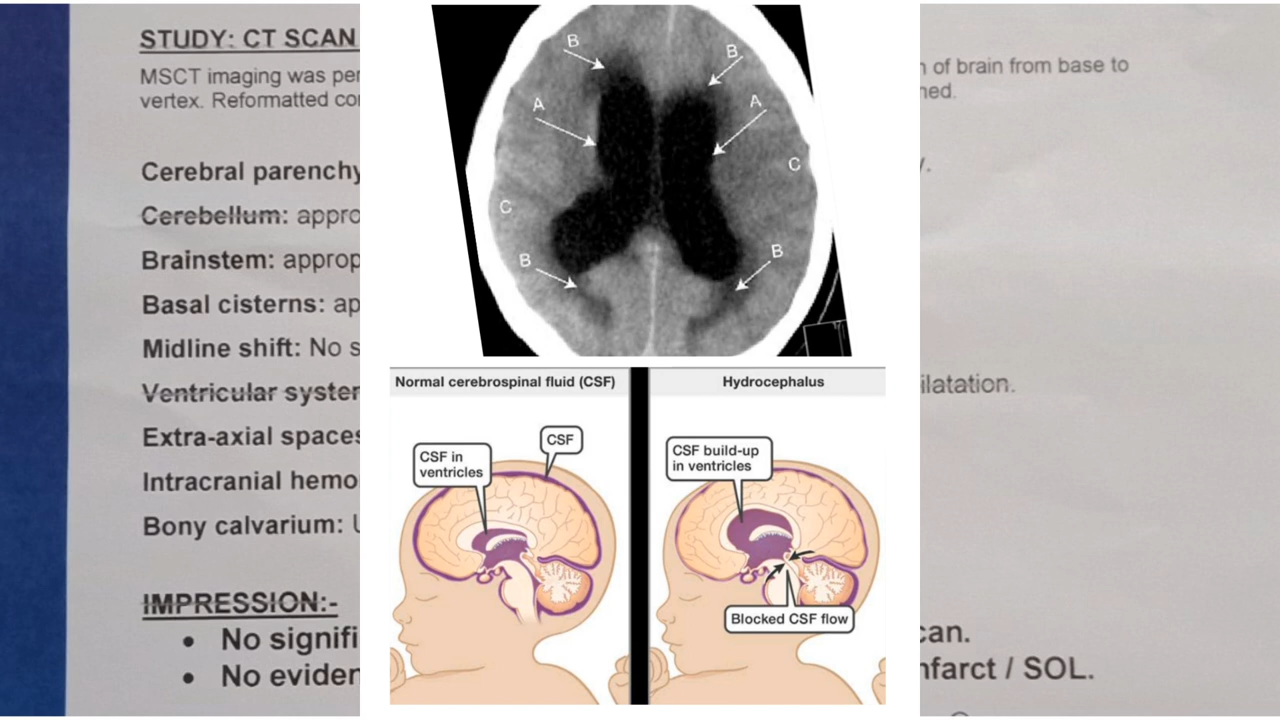 STUDY: CT SCAN
MSCT imaging was per
vertex. Reformatted co
Cerebral parenchy
Cerebellum: appro
Brainstem: approp
Basal cisterns: ap
Midline shift: No s
Ventricular syster
Extra-axial spaces
Intracranial hemo
Bony calvarium: U
IMPRESSION:-
• No signifi
• No eviden
B
B
A
A
C
C
B
B
Normal cerebrospinal fluid (CSF)
CSF in
ventricles
CSF
Hydrocephalus
CSF build-up
in ventricles
Blocked CSF flow
n of brain from base to
ned.
y.
ilatation.
can.
nfarct / SOL.